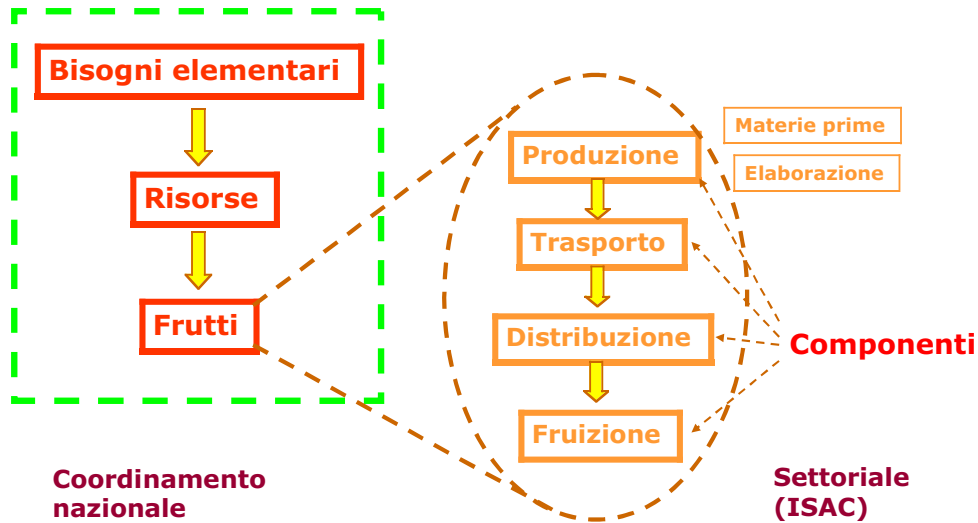 Bisogni elementari
Risorse
Frutti
Coordinamento
nazionale
Produzione
Materie prime
Elaborazione
Trasporto
Distribuzione
Fruizione
Componenti
Settoriale
(ISAC)